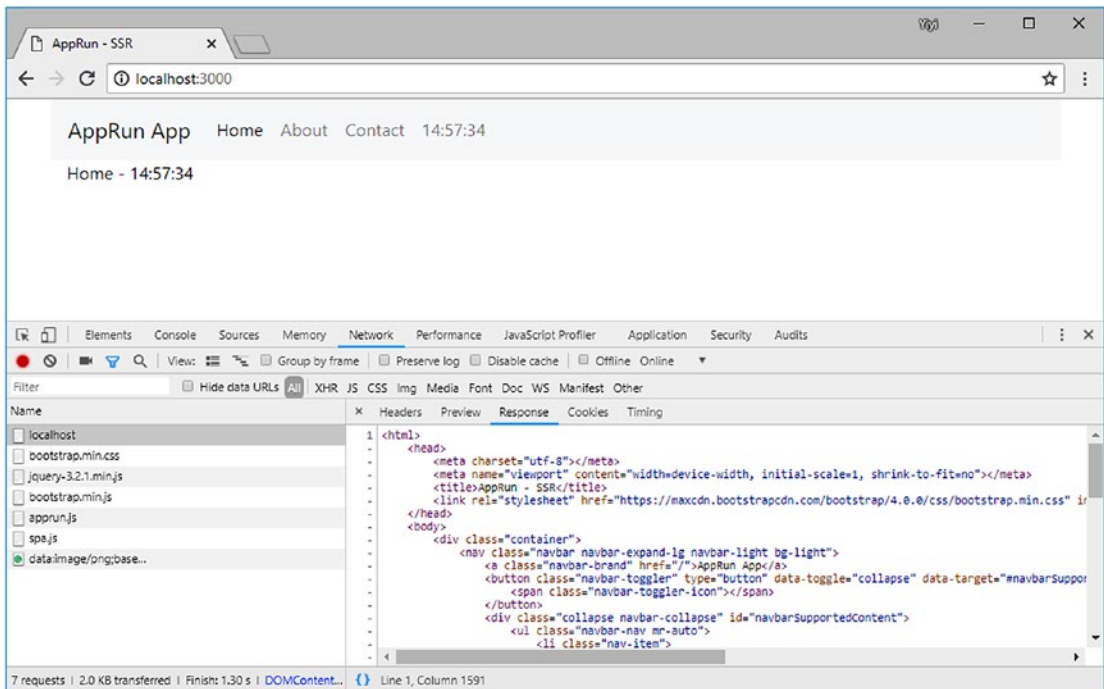 Yiyi
AppRun - SSR
localhost:3000
AppRun App Home About Contact 14:57:34
Home - 14:57:34
Elements Console Sources Memory Network Performance JavaScript Profiler Application Security Audits
View: Group by frame Preserve log Disable cache Offline Online
Filter Hide data URLs All XHR JS CSS Img Media Font Doc WS Manifest Other
Name
Headers Preview Response Cookies Timing
localhost
bootstrap.min.css
jquery-3.2.1.min.js
bootstrap.min.js
apprun.js
spa.js
data:image/png;base...
1 <html>
- <head>
- <meta charset="utf-8"></meta>
- <meta name="viewport" content="width=device-width, initial-scale=1, shrink-to-fit=no"></meta>
- <title>AppRun - SSR</title>
- <link rel="stylesheet" href="https://maxcdn.bootstrapcdn.com/bootstrap/4.0.0/css/bootstrap.min.css" in
- </head>
- <body>
- <div class="container">
- <nav class="navbar navbar-expand-lg navbar-light bg-light">
- <a class="navbar-brand" href="/">AppRun App</a>
- <button class="navbar-toggler" type="button" data-toggle="collapse" data-target="#navbarSuppor
- <span class="navbar-toggler-icon"></span>
- </button>
- <div class="collapse navbar-collapse" id="navbarSupportedContent">
- <ul class="navbar-nav mr-auto">
- <li class="nav-item">
-
7 requests | 2.0 KB transferred | Finish: 1.30 s | DOMContent... {} Line 1, Column 1591